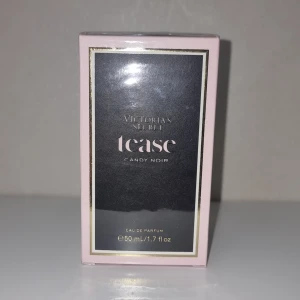 VICTORIA'S
SECRET
tease
CANDY NOIR
EAU DE PARFUM
℮50 mL/1.7 fl oz